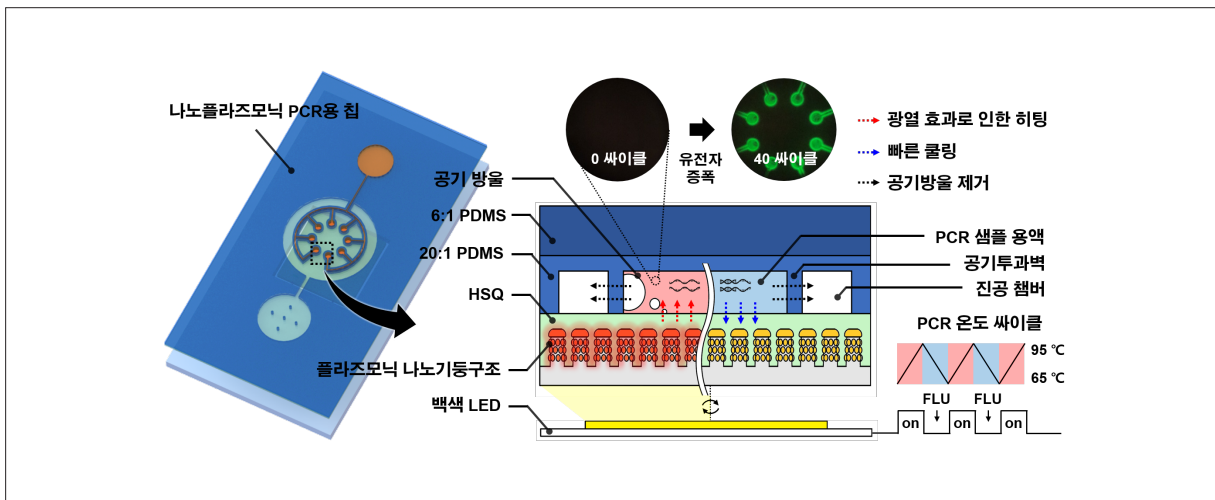 나노플라즈모닉 PCR용 칩
0 싸이클
유전자
증폭
40 싸이클
광열 효과로 인한 히팅
빠른 쿨링
공기방울 제거
공기 방울
6:1 PDMS
20:1 PDMS
HSQ
플라즈모닉 나노기둥구조
백색 LED
PCR 샘플 용액
공기투과벽
진공 챔버
PCR 온도 싸이클
95 ℃
65 ℃
FLU
FLU
on
on
on